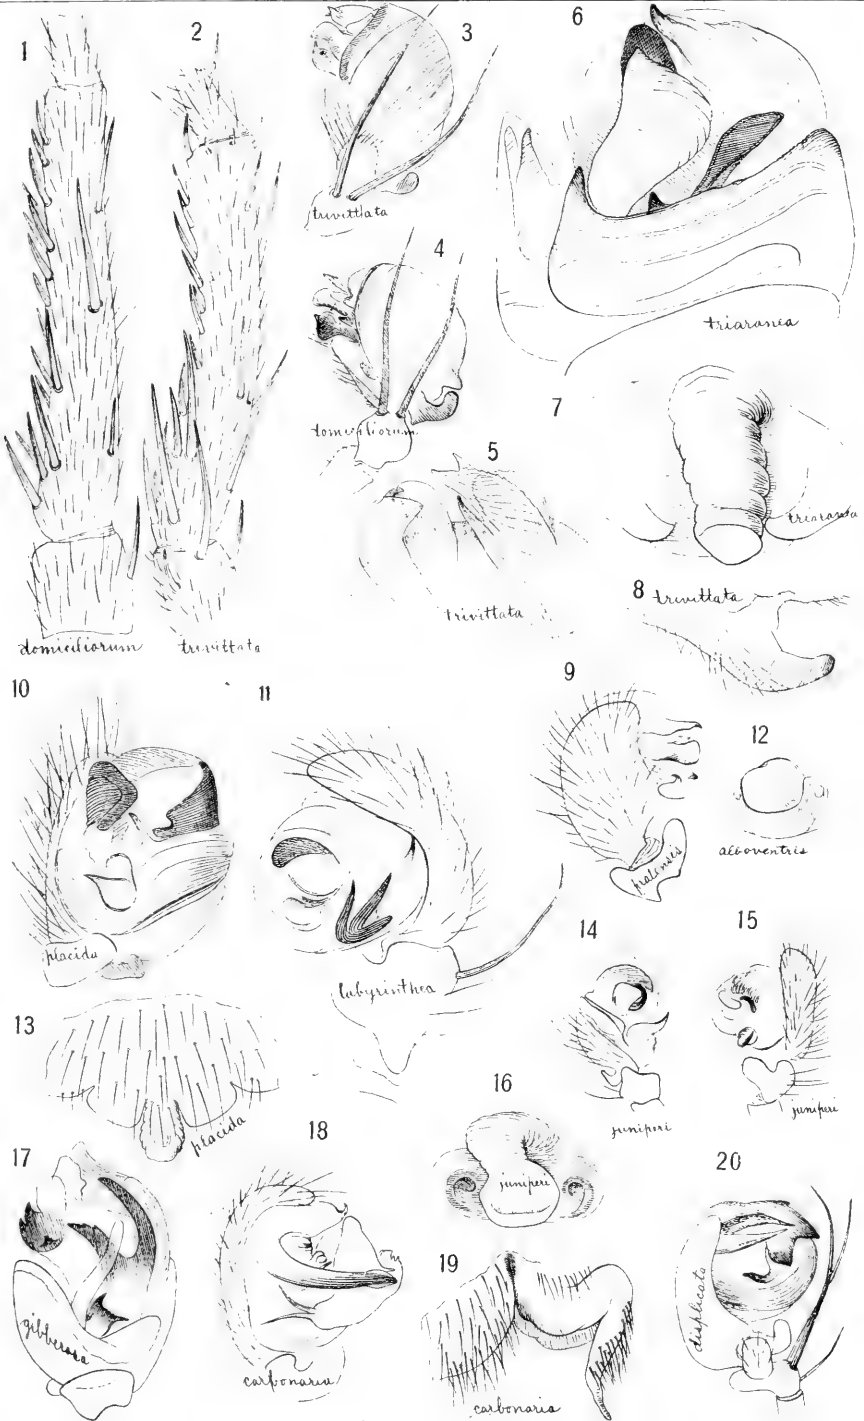 1
2
3
6
trivittata
4
triaranea
domiciliorum
7
5
triaranea
trivittata
8 trivittata
domiciliorum
trivittata
10
11
9
12
pratensis
alboventris
placida
labyrinthea
14
15
13
placida
juniperi
juniperi
16
17
18
juniperi
20
19
gibberosa
displicata
carbonaria
carbonaria